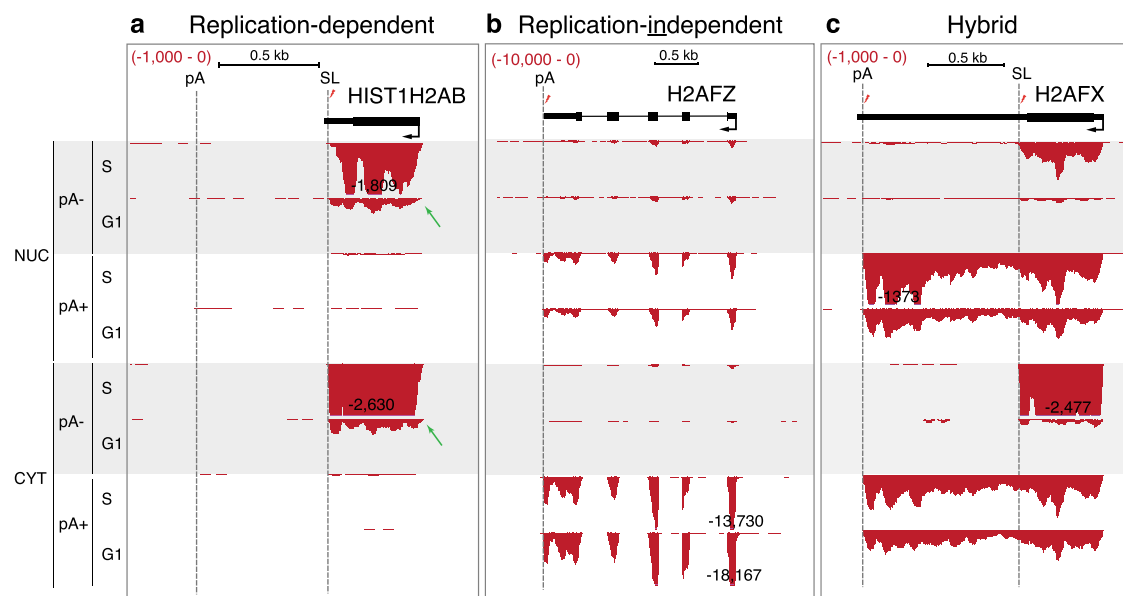 a Replication-dependent
b Replication-independent
c Hybrid
(-1,000 - 0)
0.5 kb
pA
SL
HIST1H2AB
(-10,000 - 0)
0.5 kb
pA
H2AFZ
(-1,000 - 0)
0.5 kb
pA
SL
H2AFX
NUC
pA-
S
G1
pA+
S
G1
CYT
pA-
S
G1
pA+
S
G1
-1,809
-2,630
-13,730
-18,167
-1373
-2,477